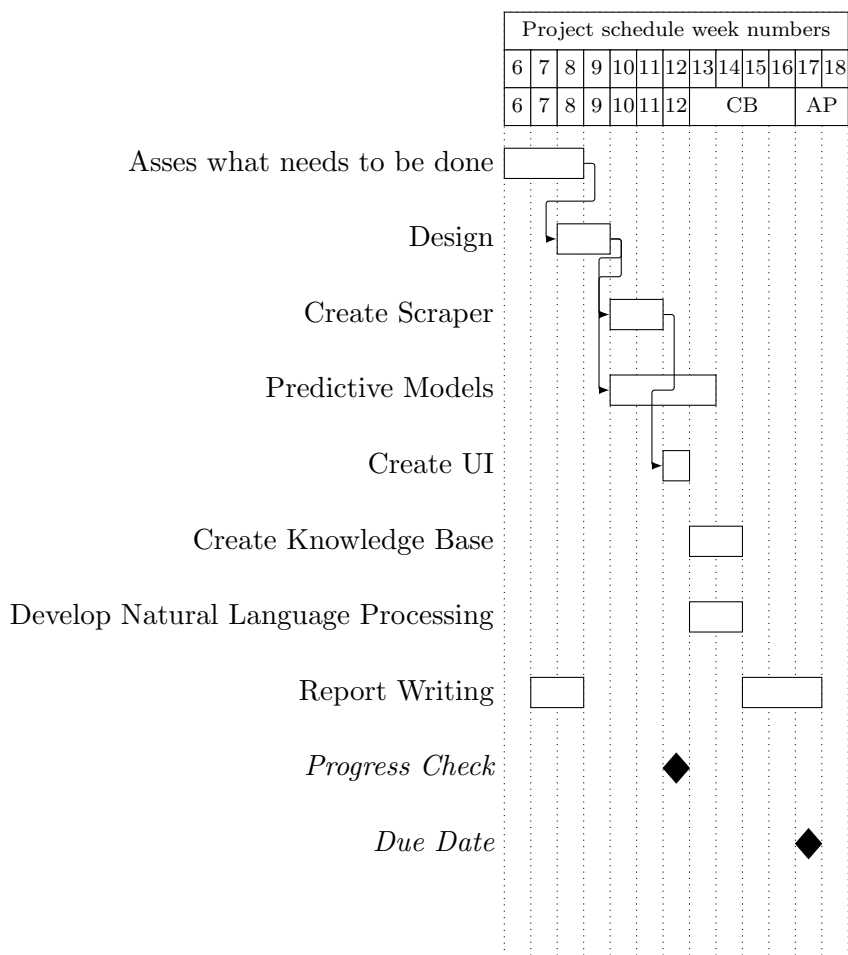 Project schedule week numbers
6 7 8 9 10 11 12 13 14 15 16 17 18
6 7 8 9 10 11 12 CB AP
Asses what needs to be done
Design
Create Scraper
Predictive Models
Create UI
Create Knowledge Base
Develop Natural Language Processing
Report Writing
Progress Check
Due Date